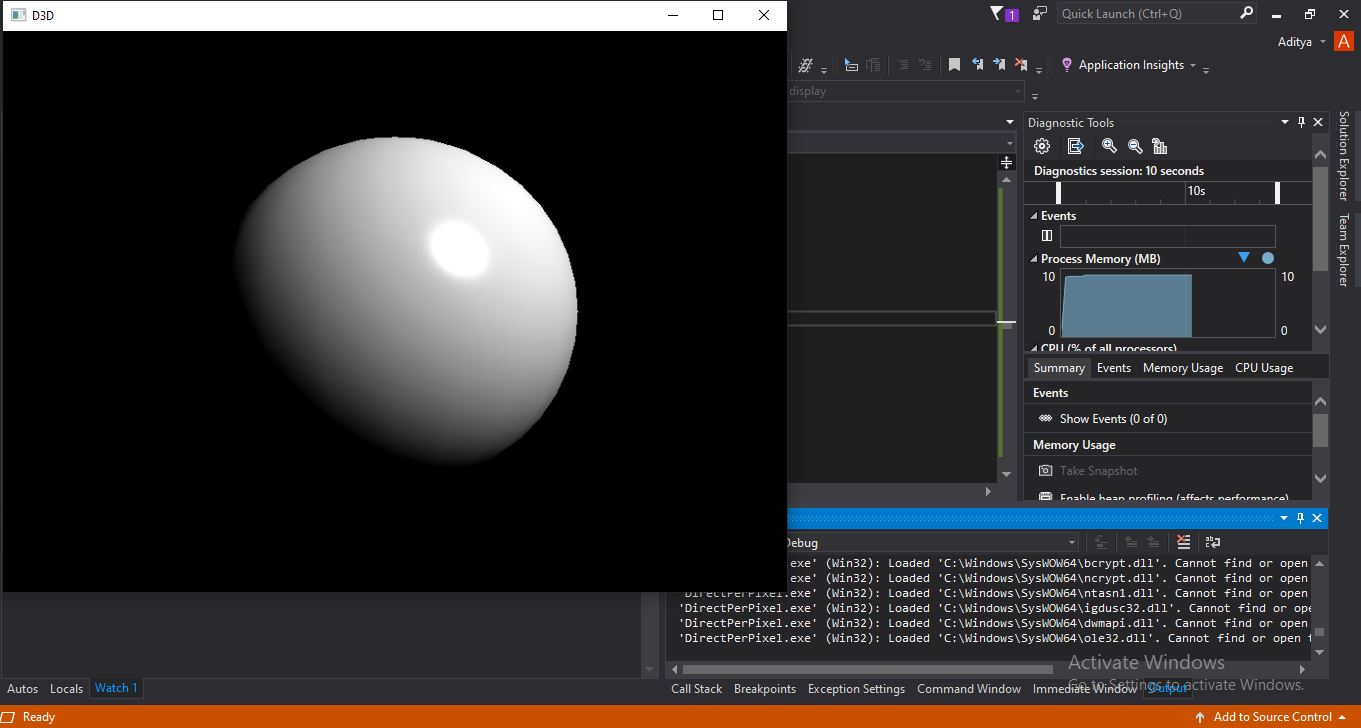 D3D
1
Quick Launch (Ctrl+Q)
Aditya
A
Application Insights
display
Diagnostic Tools
Solution Explorer
Team Explorer
Diagnostics session: 10 seconds
10s
Events
Process Memory (MB)
10
10
0
0
CPU (% of all processors)
Summary
Events
Memory Usage
CPU Usage
Events
Show Events (0 of 0)
Memory Usage
Take Snapshot
Enable heap profiling (affects performance)
Debug
.exe' (Win32): Loaded 'C:\Windows\SysWOW64\bcrypt.dll'. Cannot find or open
.exe' (Win32): Loaded 'C:\Windows\SysWOW64\ncrypt.dll'. Cannot find or open
'DirectPerPixel.exe' (Win32): Loaded 'C:\Windows\SysWOW64\ntasn1.dll'. Cannot find or open
'DirectPerPixel.exe' (Win32): Loaded 'C:\Windows\SysWOW64\igdusc32.dll'. Cannot find or ope
'DirectPerPixel.exe' (Win32): Loaded 'C:\Windows\SysWOW64\dwmapi.dll'. Cannot find or open
'DirectPerPixel.exe' (Win32): Loaded 'C:\Windows\SysWOW64\ole32.dll'. Cannot find or open t
Activate Windows
Go to Settings to activate Windows.
Autos
Locals
Watch 1
Call Stack
Breakpoints
Exception Settings
Command Window
Immediate Window
Output
Ready
Add to Source Control